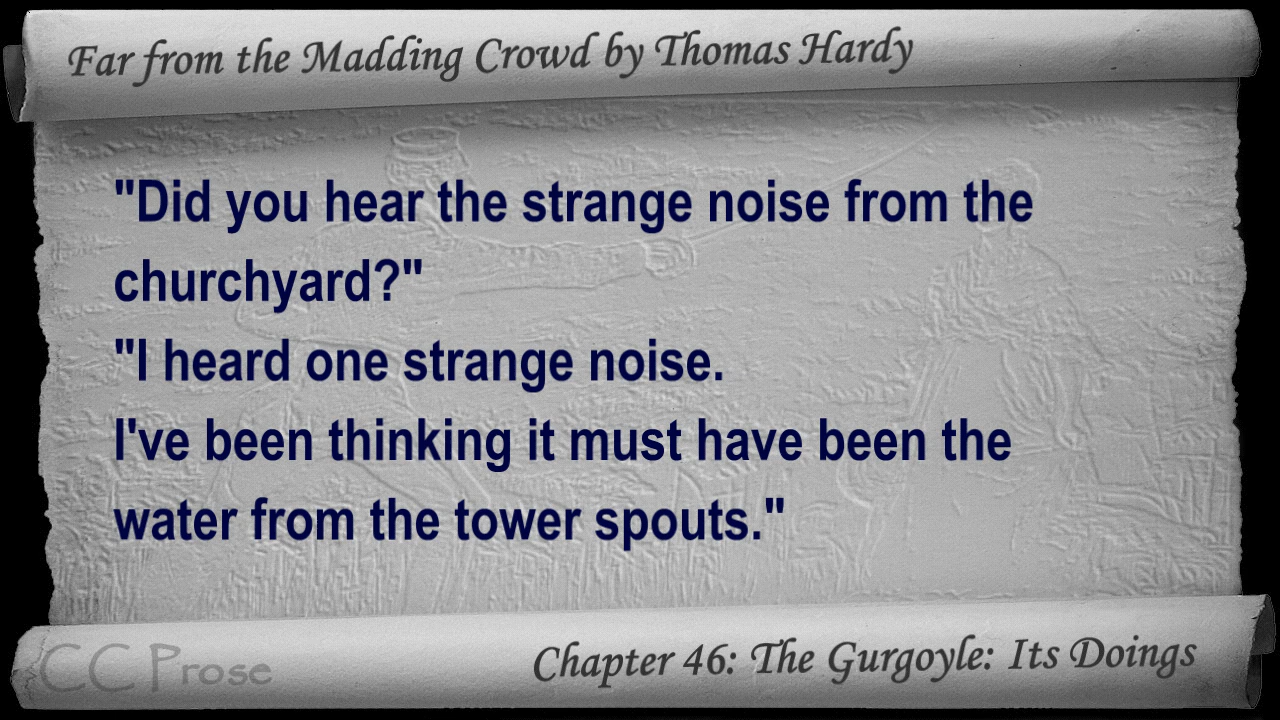 Far from the Madding Crowd by Thomas Hardy
"Did you hear the strange noise from the
churchyard?"
"I heard one strange noise.
I've been thinking it must have been the
water from the tower spouts."
CC Prose
Chapter 46: The Gurgoyle: Its Doings